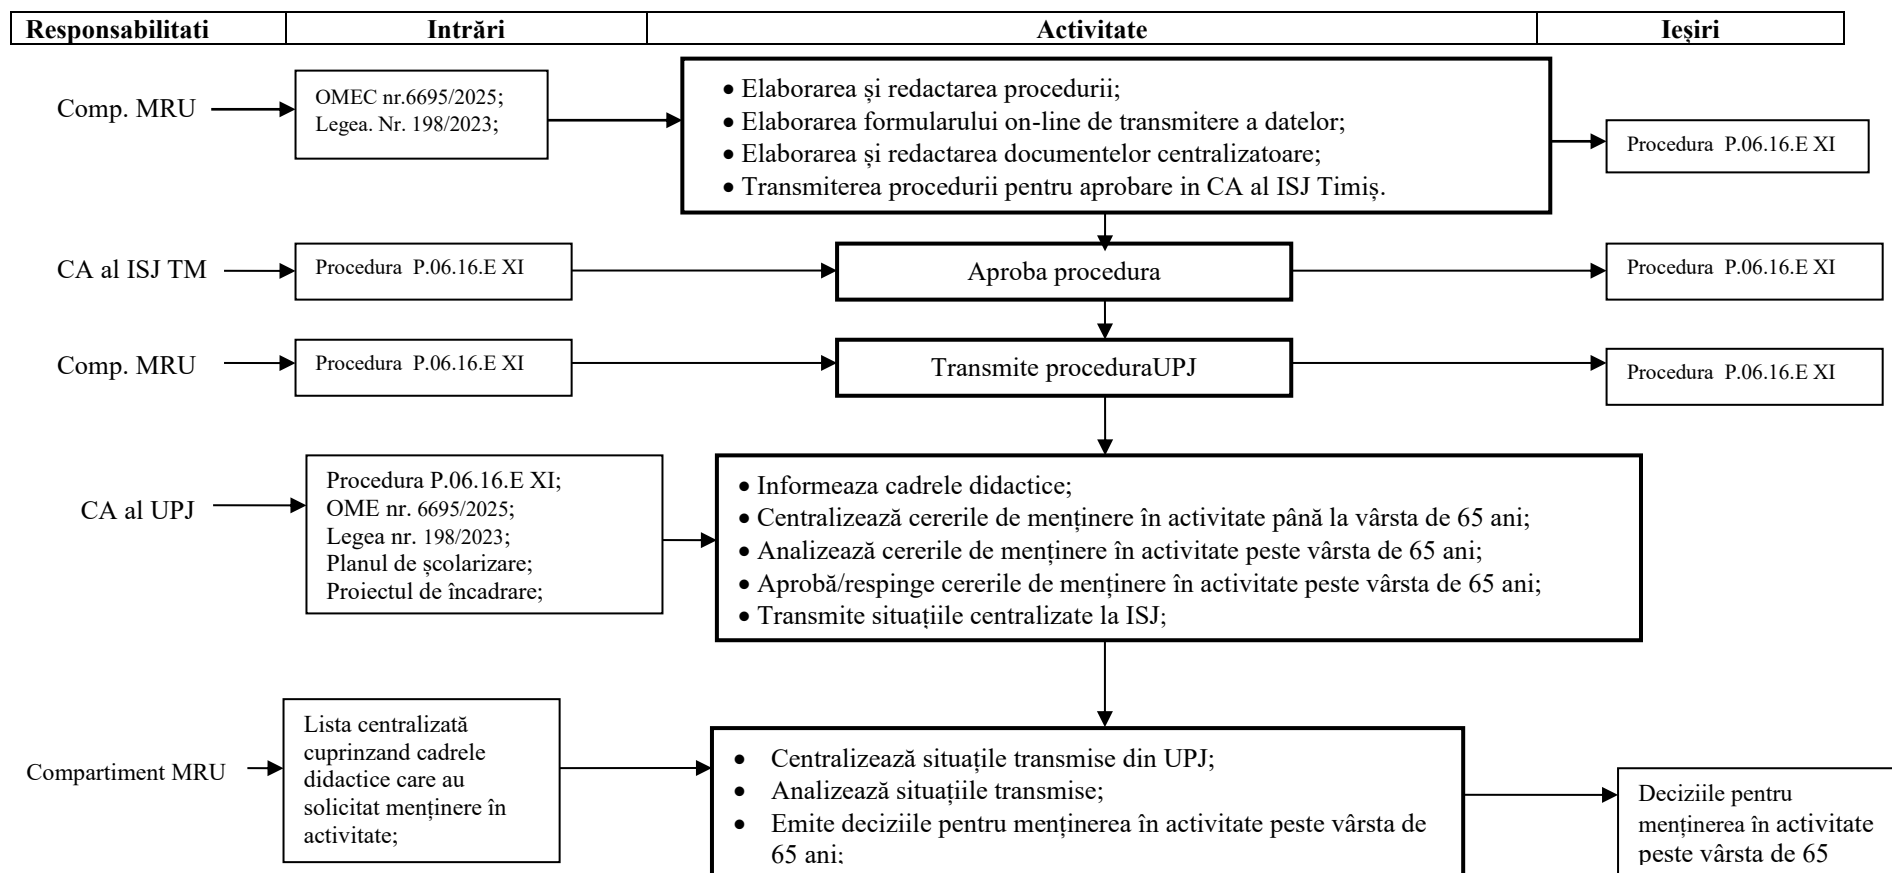 Responsabilitati Intrări Activitate Ieșiri
Comp. MRU
OMEC nr.6695/2025;
Legea. Nr. 198/2023;
• Elaborarea și redactarea procedurii;
• Elaborarea formularului on-line de transmitere a datelor;
• Elaborarea și redactarea documentelor centralizatoare;
• Transmiterea procedurii pentru aprobare in CA al ISJ Timiș.
Procedura P.06.16.E XI
CA al ISJ TM
Procedura P.06.16.E XI
Aproba procedura
Procedura P.06.16.E XI
Comp. MRU
Procedura P.06.16.E XI
Transmite proceduraUPJ
Procedura P.06.16.E XI
CA al UPJ
Procedura P.06.16.E XI;
OME nr. 6695/2025;
Legea nr. 198/2023;
Planul de școlarizare;
Proiectul de încadrare;
• Informeaza cadrele didactice;
• Centralizează cererile de menținere în activitate până la vârsta de 65 ani;
• Analizează cererile de menținere în activitate peste vârsta de 65 ani;
• Aprobă/respinge cererile de menținere în activitate peste vârsta de 65 ani;
• Transmite situațiile centralizate la ISJ;
Compartiment MRU
Lista centralizată
cuprinzand cadrele
didactice care au
solicitat menținere în
activitate;
• Centralizează situațile transmise din UPJ;
• Analizează situațiile transmise;
• Emite deciziile pentru menținerea în activitate peste vârsta de
65 ani;
Deciziile pentru
menținerea în activitate
peste vârsta de 65